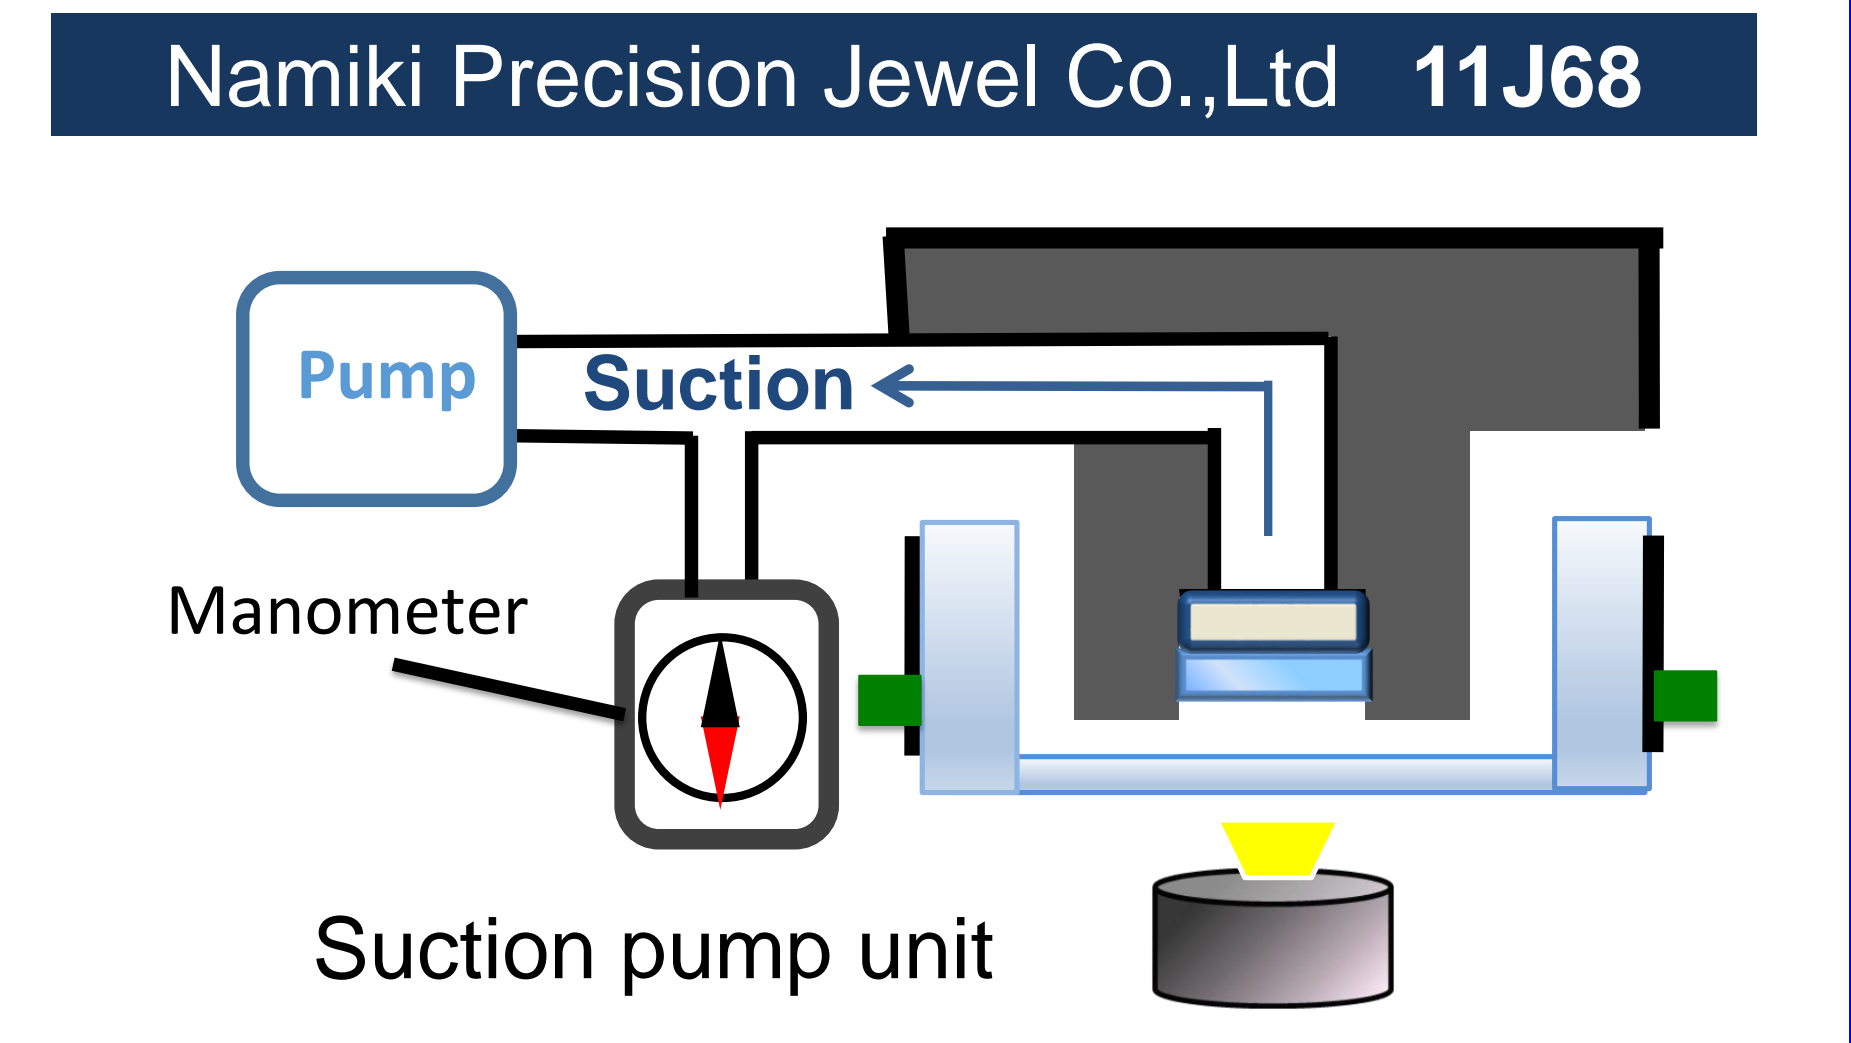 Namiki Precision Jewel Co.,Ltd 11J68
Pump
Suction
Manometer
Suction pump unit